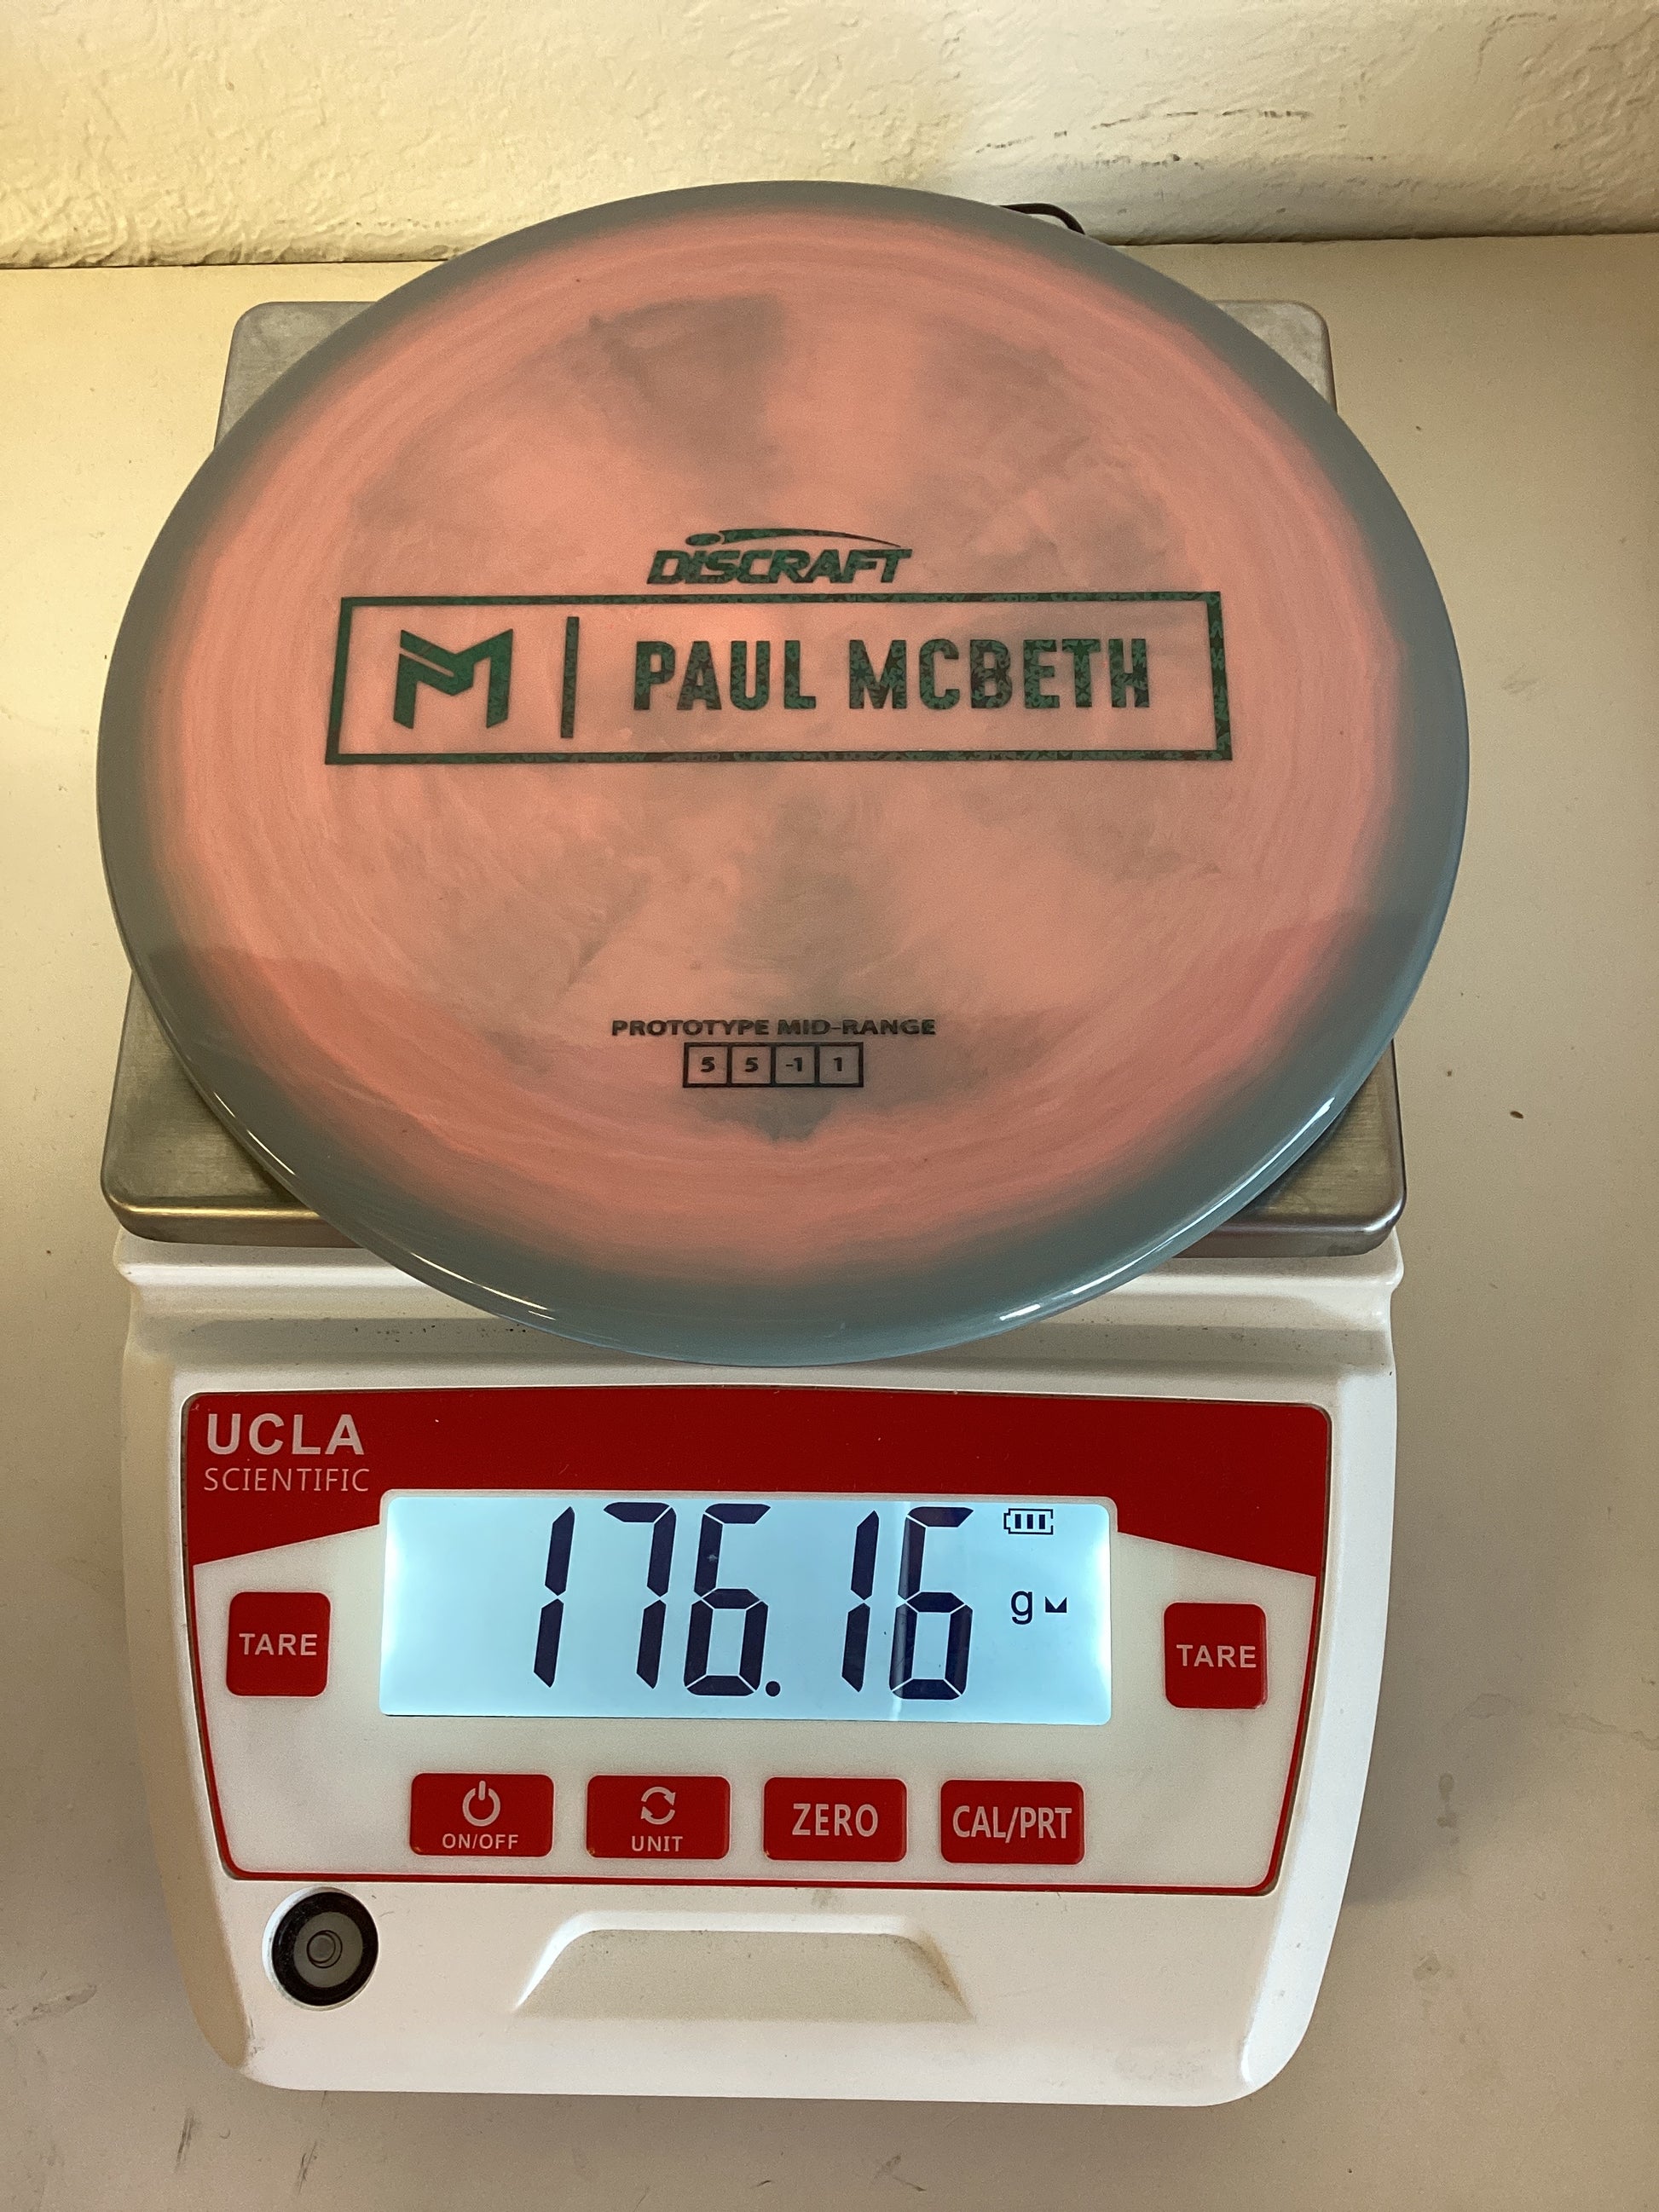 DISCRAFT
M | PAUL MCBETH
PROTOTYPE MID-RANGE
5 5 -1 1
UCLA
SCIENTIFIC
176.16 g
TARE
TARE
ON/OFF
UNIT
ZERO
CAL/PRT